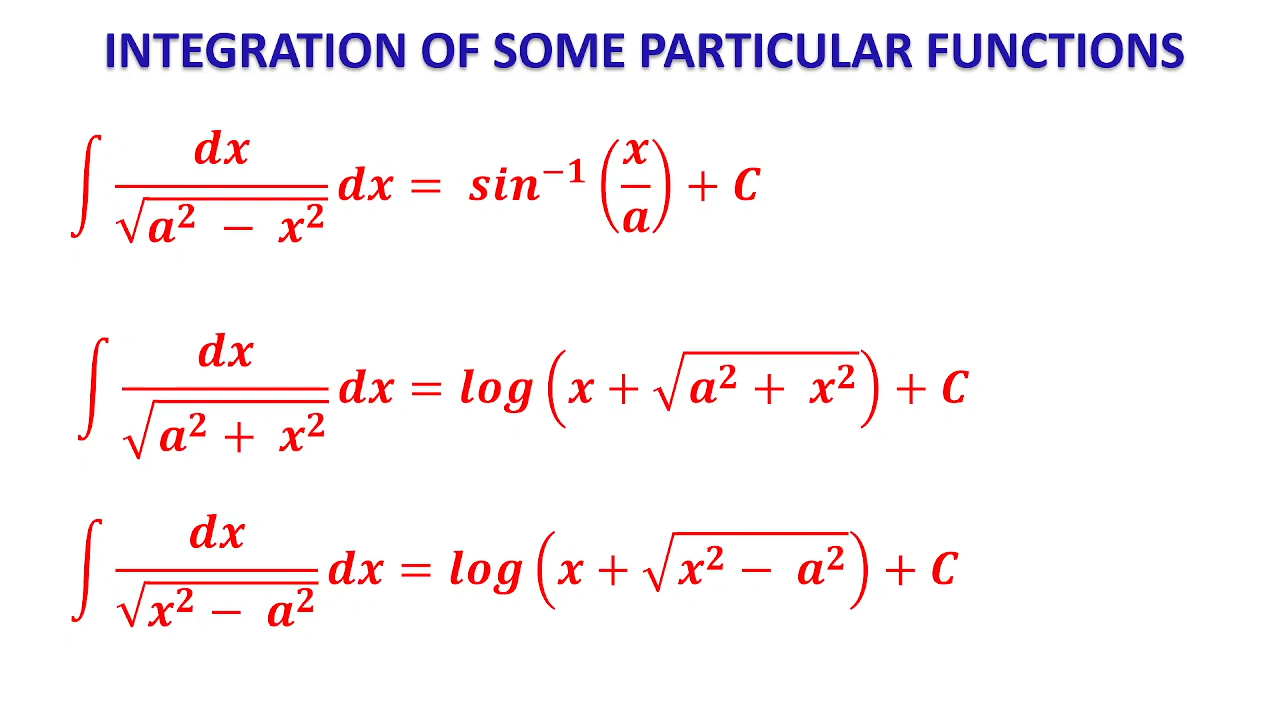 INTEGRATION OF SOME PARTICULAR FUNCTIONS
∫ dx/√(a² − x²) dx = sin⁻¹(x/a) + C
∫ dx/√(a² + x²) dx = log(x + √(a² + x²)) + C
∫ dx/√(x² − a²) dx = log(x + √(x² − a²)) + C